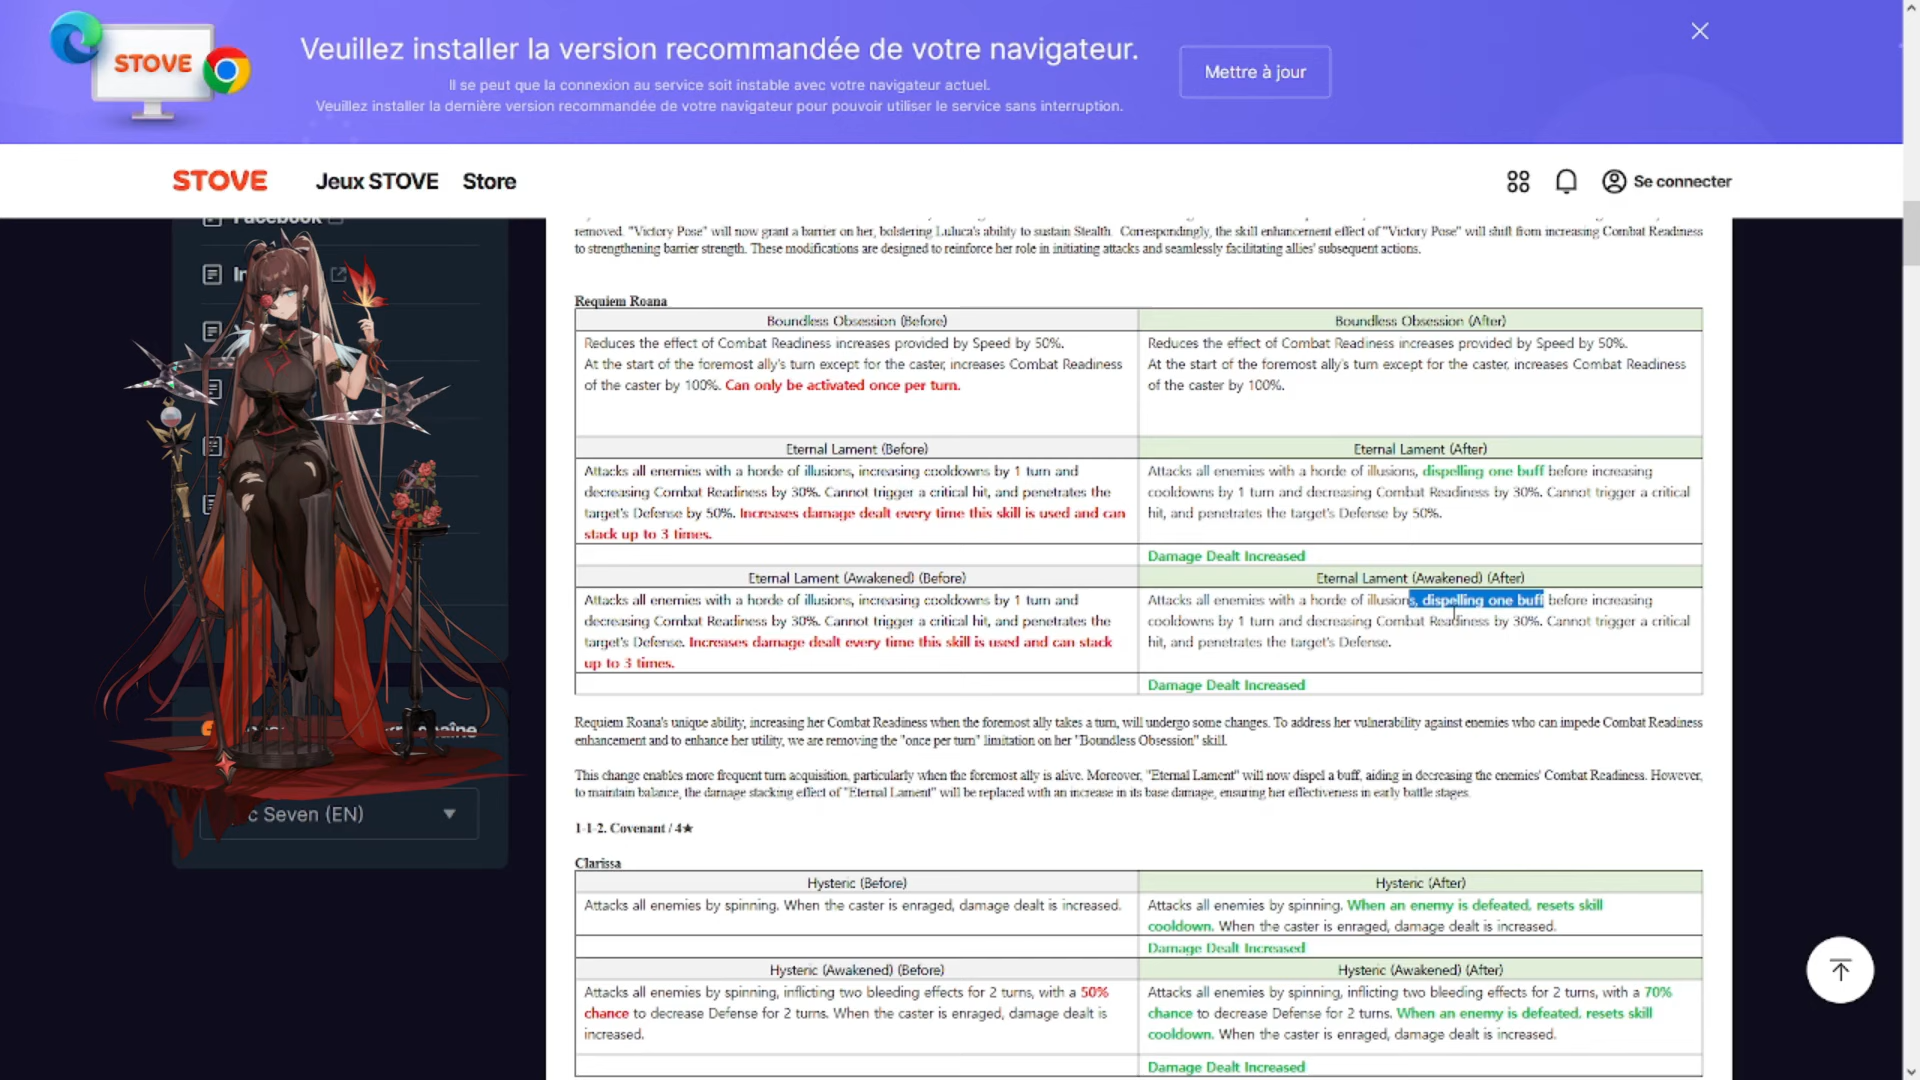 STOVE
Veuillez installer la version recommandée de votre navigateur.
Il se peut que la connexion au service soit instable avec votre navigateur actuel.
Veuillez installer la dernière version recommandée de votre navigateur pour pouvoir utiliser le service sans interruption.
Mettre à jour
STOVE
Jeux STOVE
Store
Se connecter
Facebook
In
removed. "Victory Pose" will now grant a barrier on her, bolstering Luluca's ability to sustain Stealth. Correspondingly, the skill enhancement effect of "Victory Pose" will shift from increasing Combat Readiness
to strengthening barrier strength. These modifications are designed to reinforce her role in initiating attacks and seamlessly facilitating allies' subsequent actions.
Requiem Roana
Boundless Obsession (Before)
Boundless Obsession (After)
Reduces the effect of Combat Readiness increases provided by Speed by 50%.
At the start of the foremost ally's turn except for the caster, increases Combat Readiness
of the caster by 100%. Can only be activated once per turn.
Reduces the effect of Combat Readiness increases provided by Speed by 50%.
At the start of the foremost ally's turn except for the caster, increases Combat Readiness
of the caster by 100%.
Eternal Lament (Before)
Eternal Lament (After)
Attacks all enemies with a horde of illusions, increasing cooldowns by 1 turn and
decreasing Combat Readiness by 30%. Cannot trigger a critical hit, and penetrates the
target's Defense by 50%. Increases damage dealt every time this skill is used and can
stack up to 3 times.
Attacks all enemies with a horde of illusions, dispelling one buff before increasing
cooldowns by 1 turn and decreasing Combat Readiness by 30%. Cannot trigger a critical
hit, and penetrates the target's Defense by 50%.
Damage Dealt Increased
Eternal Lament (Awakened) (Before)
Eternal Lament (Awakened) (After)
Attacks all enemies with a horde of illusions, increasing cooldowns by 1 turn and
decreasing Combat Readiness by 30%. Cannot trigger a critical hit, and penetrates the
target's Defense. Increases damage dealt every time this skill is used and can stack
up to 3 times.
Attacks all enemies with a horde of illusions, dispelling one buff before increasing
cooldowns by 1 turn and decreasing Combat Readiness by 30%. Cannot trigger a critical
hit, and penetrates the target's Defense.
Damage Dealt Increased
Requiem Roana's unique ability, increasing her Combat Readiness when the foremost ally takes a turn, will undergo some changes. To address her vulnerability against enemies who can impede Combat Readiness
enhancement and to enhance her utility, we are removing the "once per turn" limitation on her "Boundless Obsession" skill.
This change enables more frequent turn acquisition, particularly when the foremost ally is alive. Moreover, "Eternal Lament" will now dispel a buff, aiding in decreasing the enemies' Combat Readiness. However,
to maintain balance, the damage stacking effect of "Eternal Lament" will be replaced with an increase in its base damage, ensuring her effectiveness in early battle stages.
c Seven (EN)
1-1-2. Covenant / 4★
Clarissa
Hysteric (Before)
Hysteric (After)
Attacks all enemies by spinning. When the caster is enraged, damage dealt is increased.
Attacks all enemies by spinning. When an enemy is defeated, resets skill
cooldown. When the caster is enraged, damage dealt is increased.
Damage Dealt Increased
Hysteric (Awakened) (Before)
Hysteric (Awakened) (After)
Attacks all enemies by spinning, inflicting two bleeding effects for 2 turns, with a 50%
chance to decrease Defense for 2 turns. When the caster is enraged, damage dealt is
increased.
Attacks all enemies by spinning, inflicting two bleeding effects for 2 turns, with a 70%
chance to decrease Defense for 2 turns. When an enemy is defeated, resets skill
cooldown. When the caster is enraged, damage dealt is increased.
Damage Dealt Increased